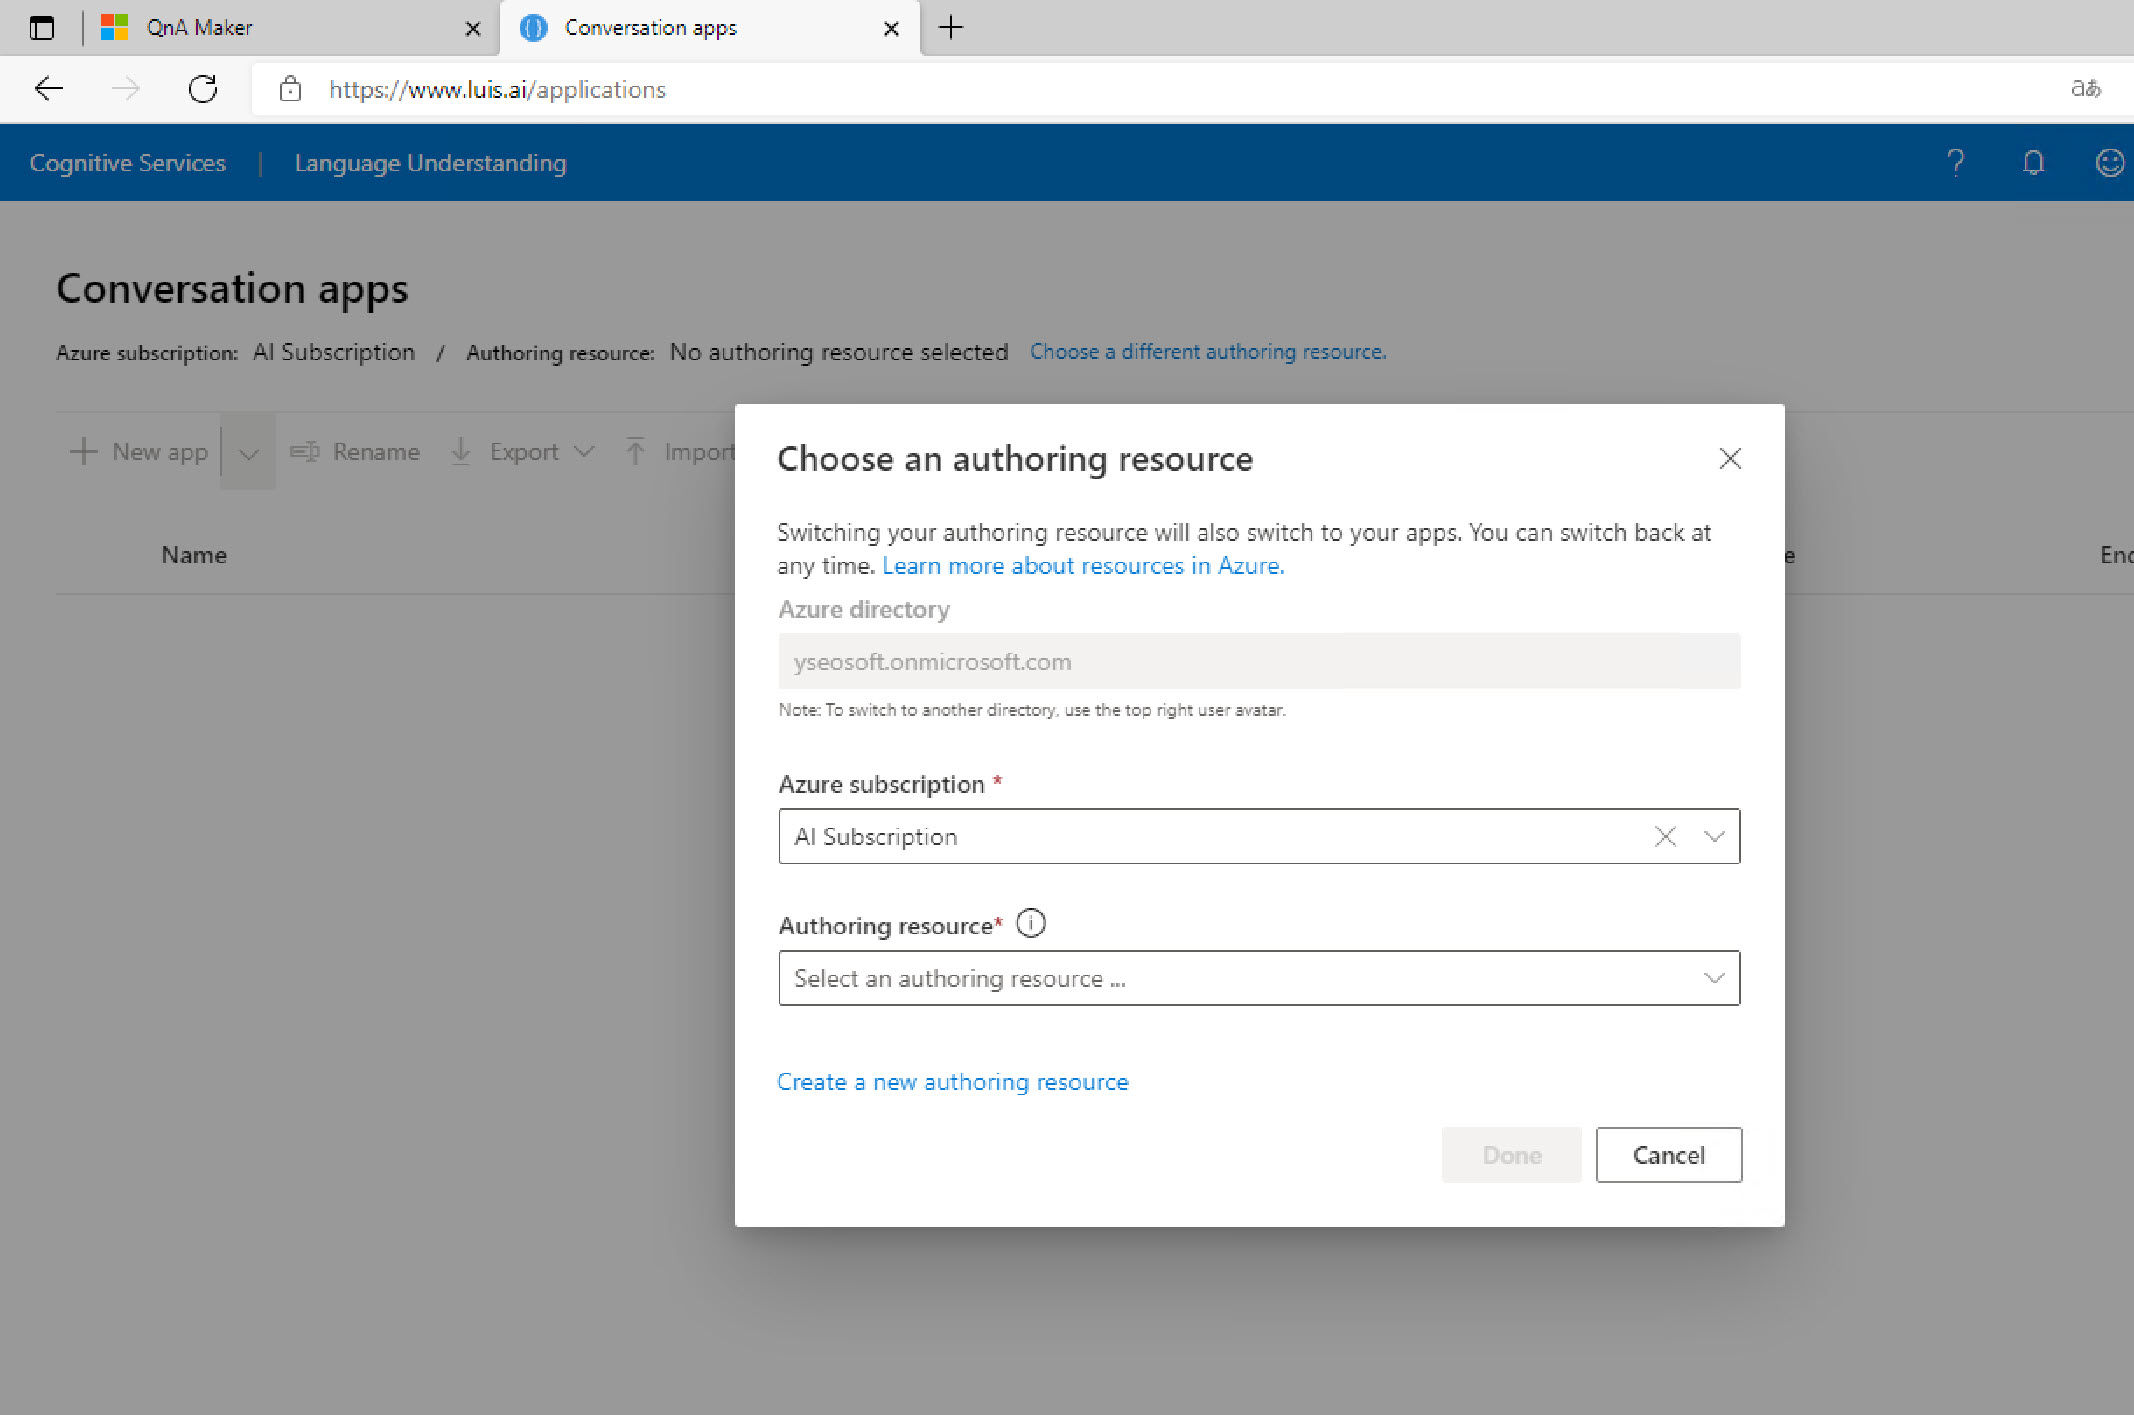 QnA Maker
Conversation apps
https://www.luis.ai/applications
aあ
Cognitive Services | Language Understanding
?
Conversation apps
Azure subscription: AI Subscription / Authoring resource: No authoring resource selected Choose a different authoring resource.
New app Rename Export Import
Name
Choose an authoring resource
Switching your authoring resource will also switch to your apps. You can switch back at
any time. Learn more about resources in Azure.
Azure directory
yseosoft.onmicrosoft.com
Note: To switch to another directory, use the top right user avatar.
Azure subscription *
AI Subscription
Authoring resource*
Select an authoring resource ...
Create a new authoring resource
Done
Cancel